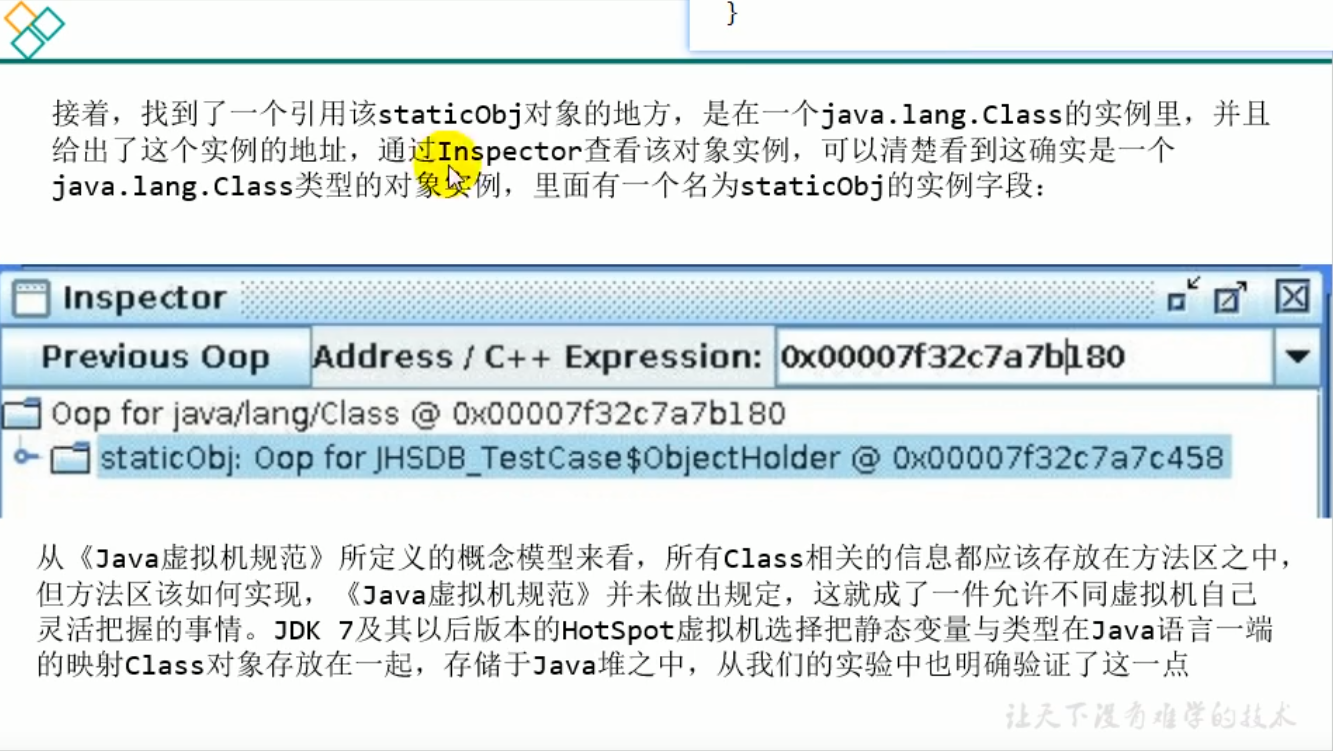 }
接着，找到了一个引用该staticObj对象的地方，是在一个java.lang.Class的实例里，并且
给出了这个实例的地址，通过Inspector查看该对象实例，可以清楚看到这确实是一个
java.lang.Class类型的对象实例，里面有一个名为staticObj的实例字段：
Inspector
Previous Oop Address / C++ Expression: 0x00007f32c7a7b180
Oop for java/lang/Class @ 0x00007f32c7a7b180
staticObj: Oop for JHSDB_TestCase$ObjectHolder @ 0x00007f32c7a7c458
从《Java虚拟机规范》所定义的概念模型来看，所有Class相关的信息都应该存放在方法区之中，
但方法区该如何实现，《Java虚拟机规范》并未做出规定，这就成了一件允许不同虚拟机自己
灵活把握的事情。JDK 7及其以后版本的HotSpot虚拟机选择把静态变量与类型在Java语言一端
的映射Class对象存放在一起，存储于Java堆之中，从我们的实验中也明确验证了这一点
让天下没有难学的技术